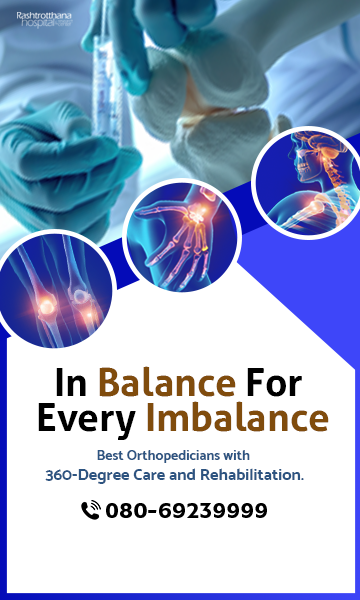 Rashtrotthana
hospital
In Balance For
Every Imbalance
Best Orthopedicians with
360-Degree Care and Rehabilitation.
080-69239999